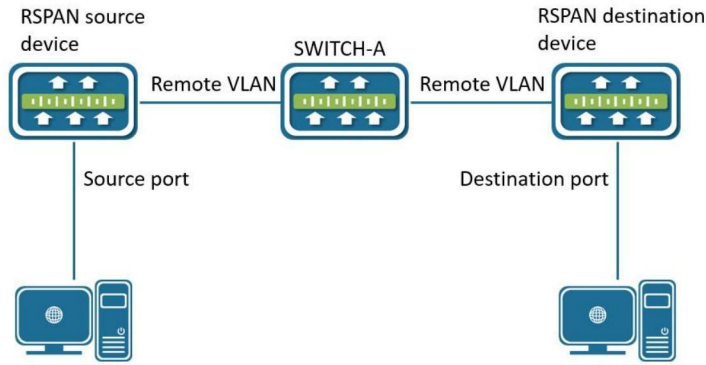 RSPAN source
device
SWITCH-A
RSPAN destination
device
Remote VLAN
Remote VLAN
Source port
Destination port